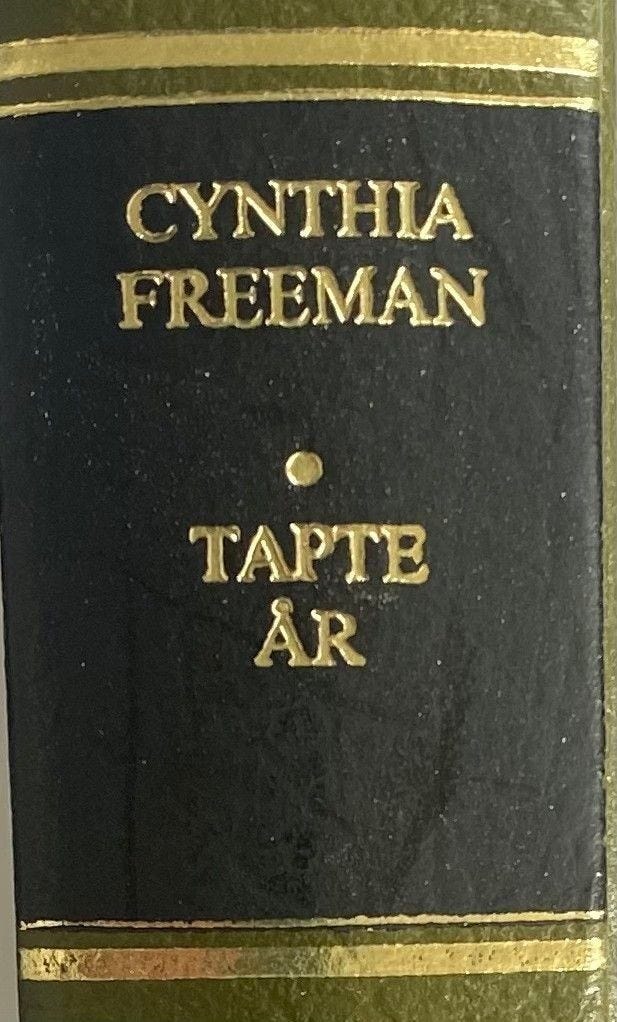 CYNTHIA
FREEMAN
•
TAPTE
ÅR